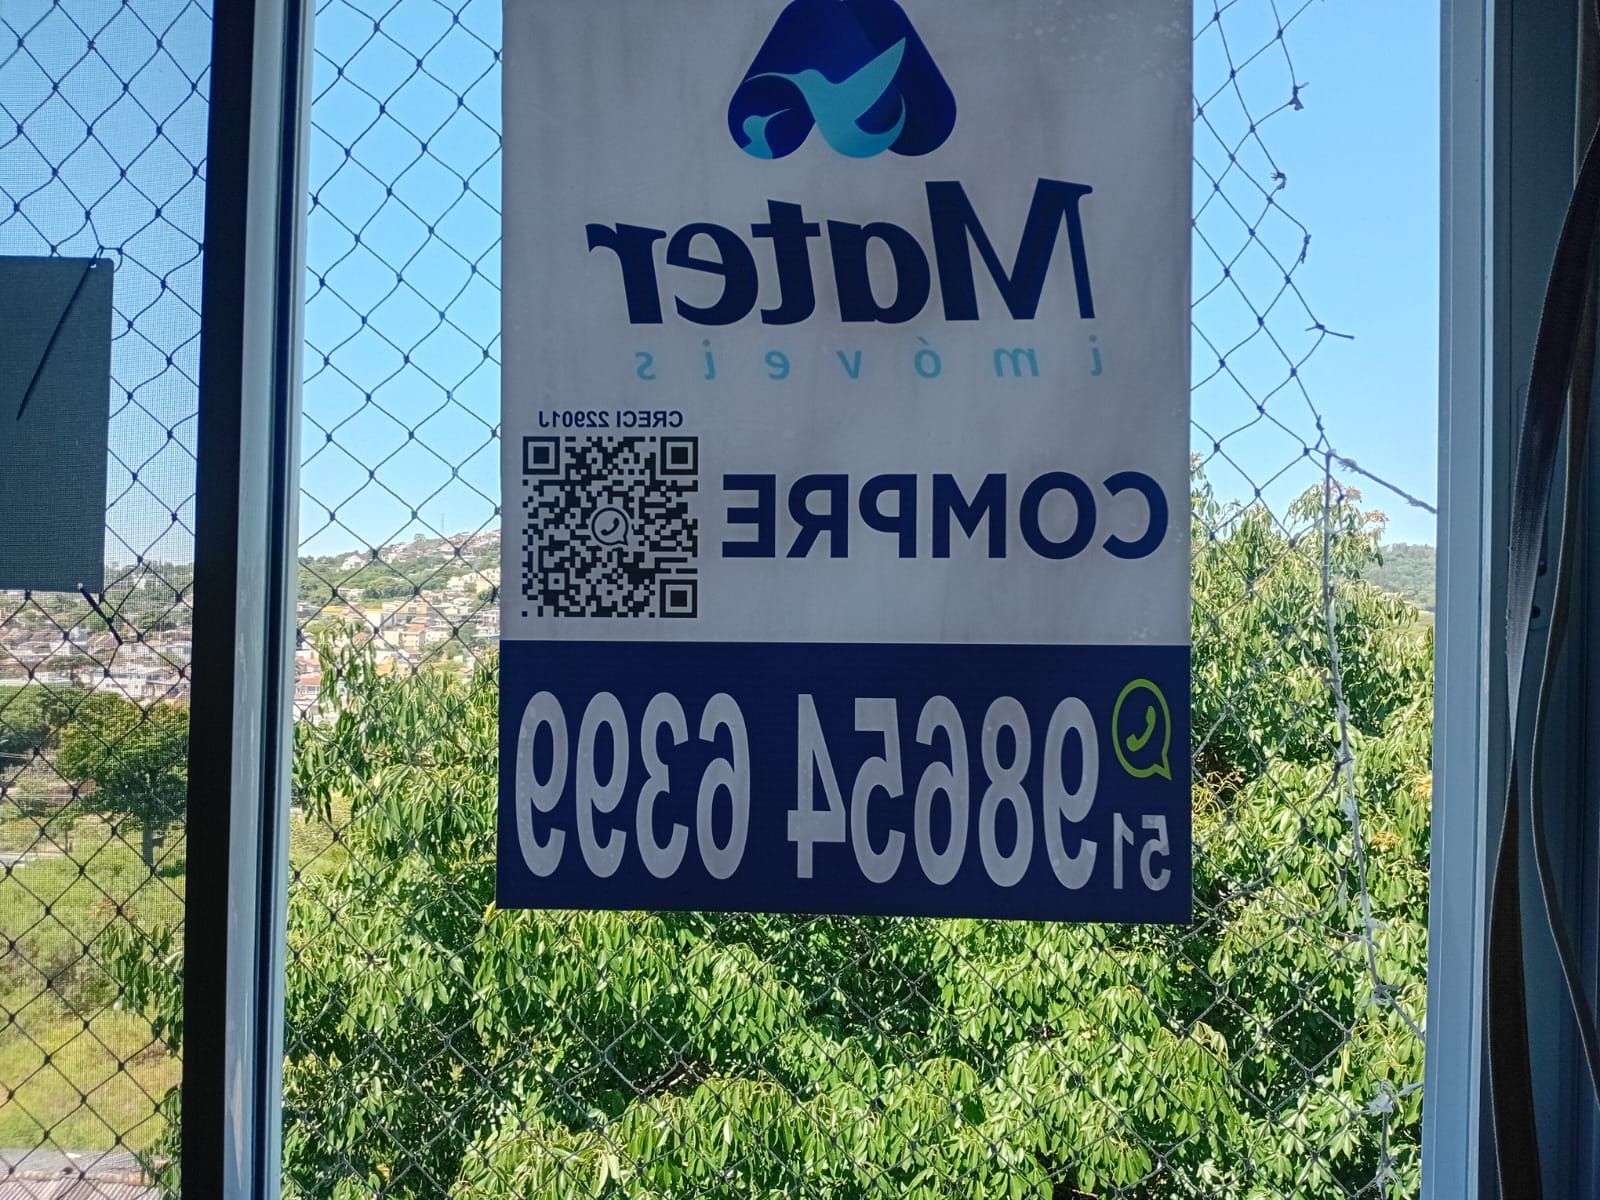 Mater
imóveis
CRECI 22901J
COMPRE
51 98654 6399